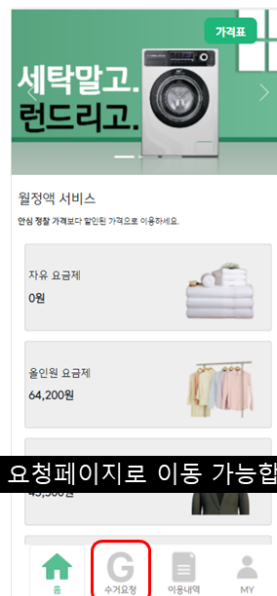 가격표
세탁말고.
런드리고.
월정액 서비스
안심 정찰 가격보다 할인된 가격으로 이용하세요.
자유 요금제
0원
올인원 요금제
64,200원
요청페이지로 이동 가능합
홈
G
수거요청
이용내역
MY